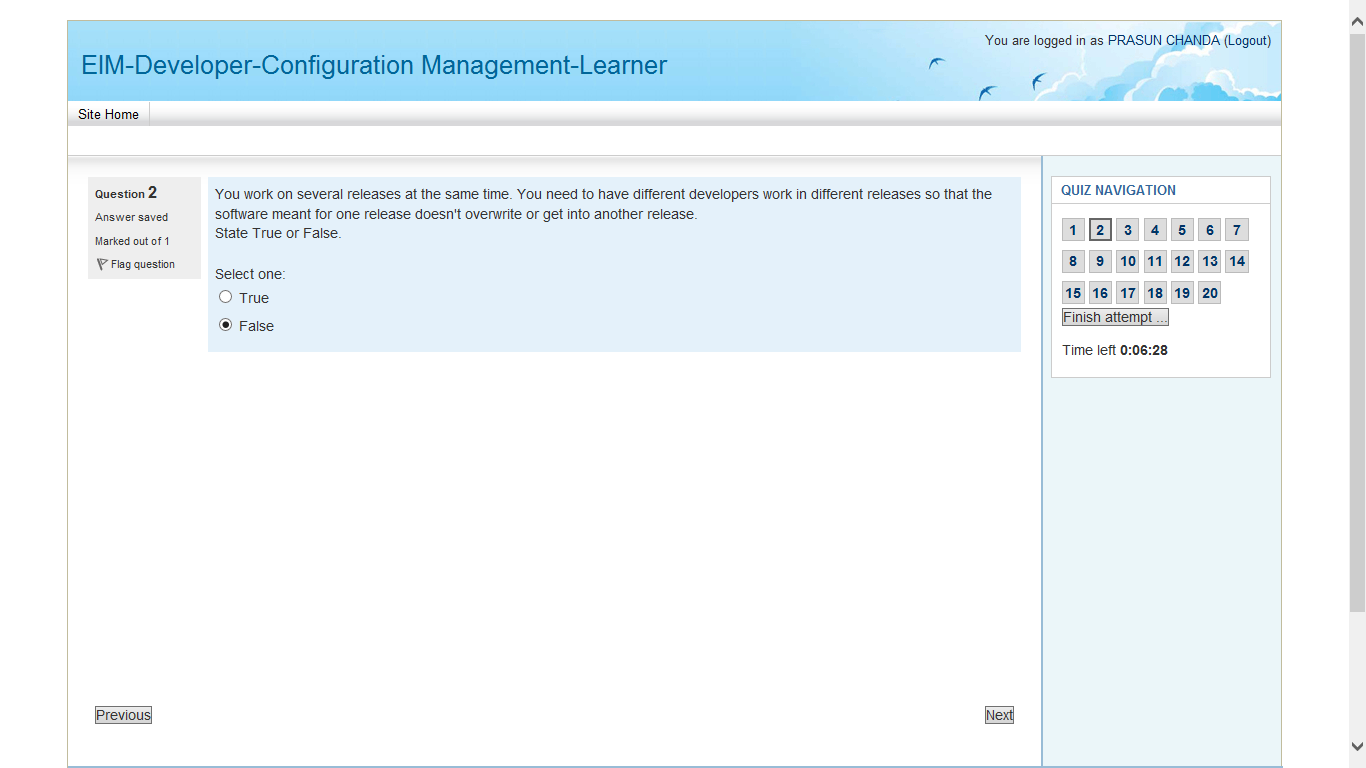 You are logged in as PRASUN CHANDA (Logout)
EIM-Developer-Configuration Management-Learner
Site Home
Question 2
Answer saved
Marked out of 1
Flag question
You work on several releases at the same time. You need to have different developers work in different releases so that the
software meant for one release doesn't overwrite or get into another release.
State True or False.
Select one:
True
False
QUIZ NAVIGATION
1 2 3 4 5 6 7
8 9 10 11 12 13 14
15 16 17 18 19 20
Finish attempt ...
Time left 0:06:28
Previous
Next